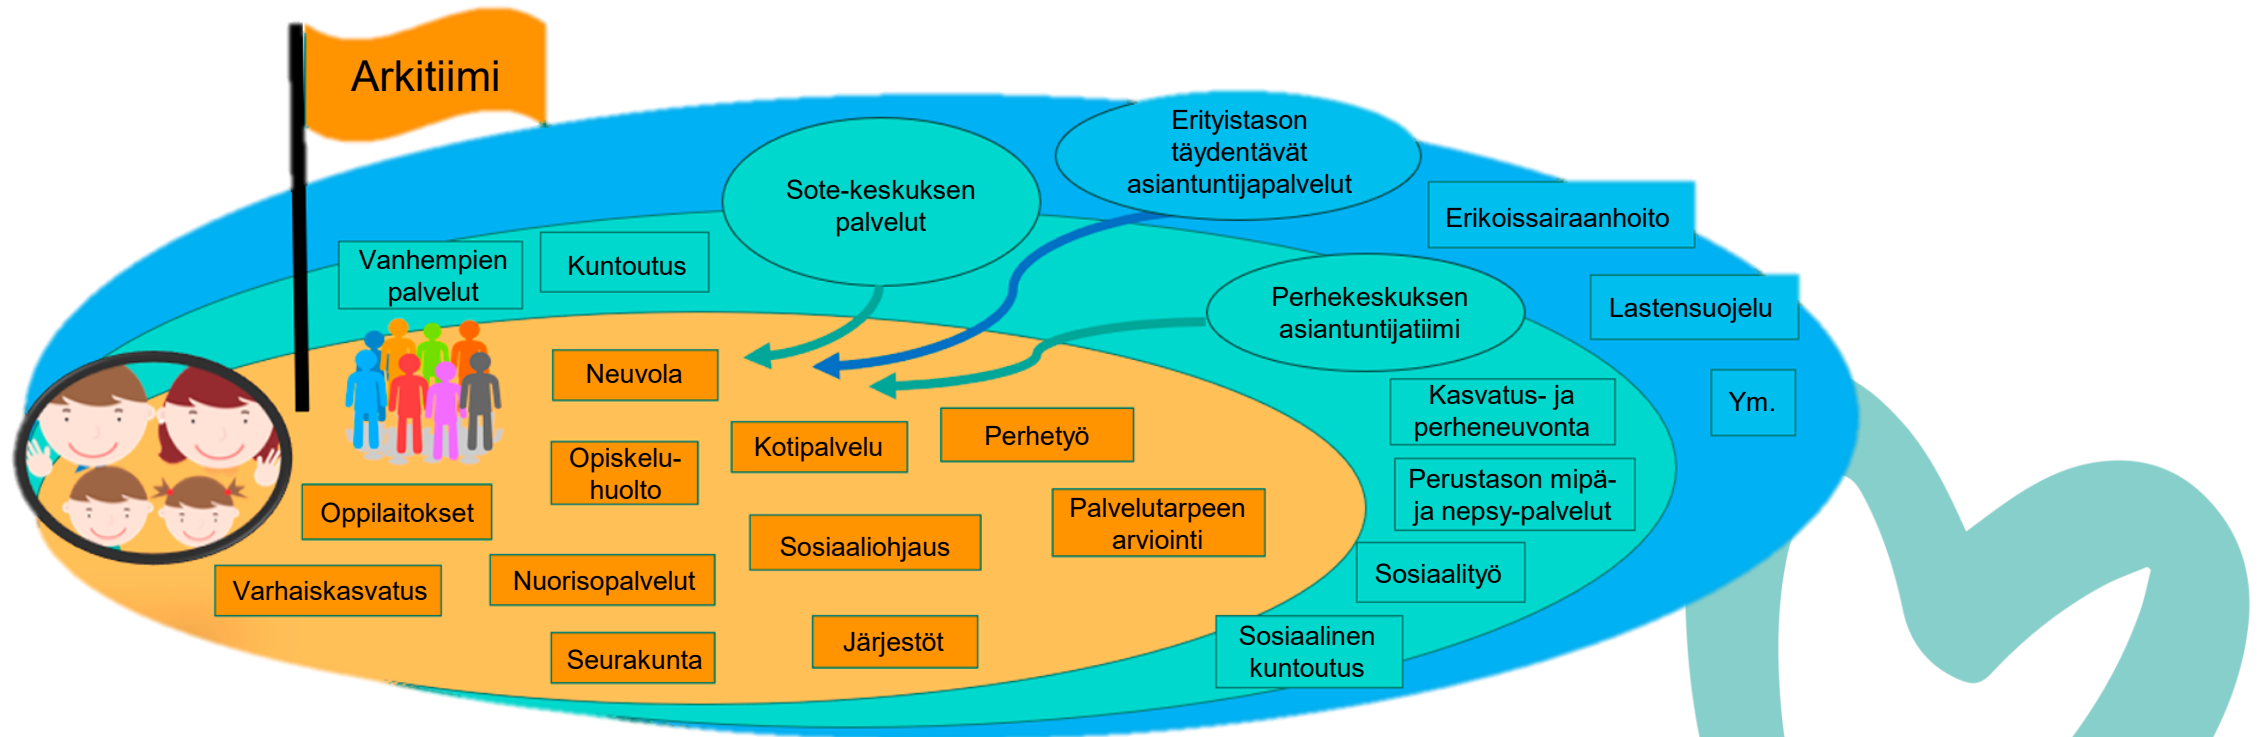 Arkitiimi
Erityistason
täydentävät
asiantuntijapalvelut
Sote-keskuksen
palvelut
Erikoissairaanhoito
Vanhempien
palvelut
Kuntoutus
Perhekeskuksen
asiantuntijatiimi
Lastensuojelu
Neuvola
Ym.
Kasvatus- ja
perheneuvonta
Kotipalvelu
Perhetyö
Opiskelu-
huolto
Perustason mipä-
ja nepsy-palvelut
Oppilaitokset
Palvelutarpeen
arviointi
Sosiaaliohjaus
Sosiaalityö
Varhaiskasvatus
Nuorisopalvelut
Järjestöt
Sosiaalinen
kuntoutus
Seurakunta